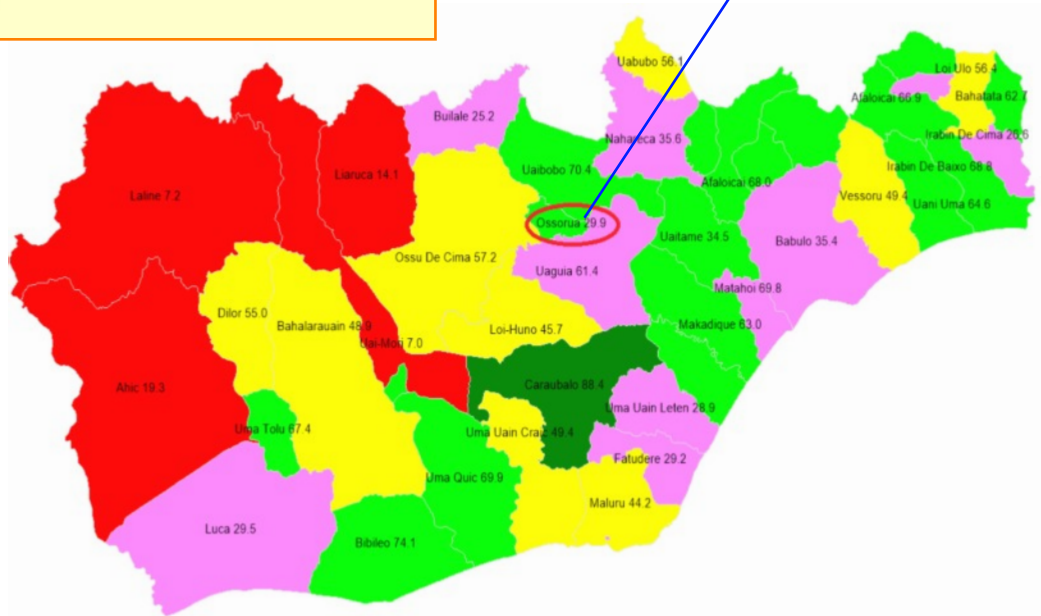 Uabubo 56.1
Loi Ulo 56.4
Afaloicai 66.9
Bahatata 62.7
Builale 25.2
Nahareca 35.6
Irabin De Cima 26.6
Uaibobo 70.4
Irabin De Baixo 68.8
Liaruca 14.1
Afaloicai 68.0
Laline 7.2
Vessoru 49.4
Uani Uma 64.6
Ossorua 29.9
Uaitame 34.5
Babulo 35.4
Ossu De Cima 57.2
Uaguia 61.4
Matahoi 69.8
Dilor 55.0
Bahalarauain 48.9
Makadique 63.0
Loi-Huno 45.7
Uai-Mori 7.0
Ahic 19.3
Caraubalo 88.4
Uma Uain Leten 28.9
Uma Tolu 67.4
Uma Uain Craic 49.4
Fatudere 29.2
Uma Quic 69.9
Maluru 44.2
Luca 29.5
Bibileo 74.1